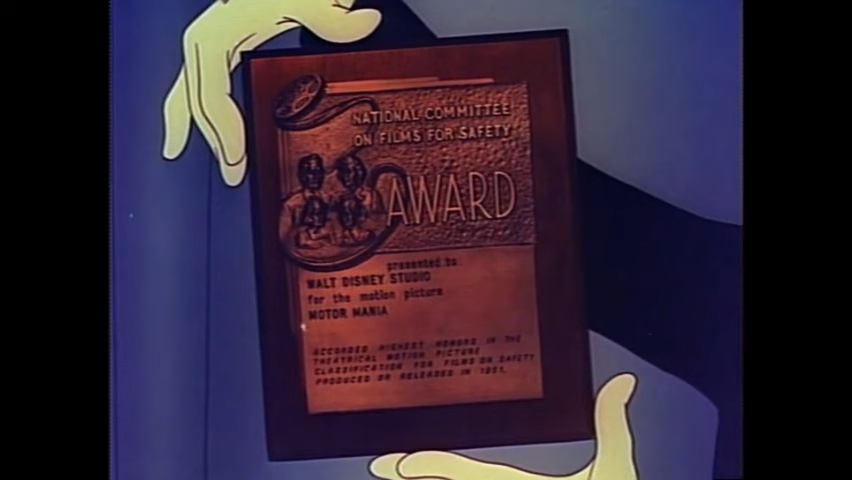 NATIONAL COMMITTEE
ON FILMS FOR SAFETY
AWARD
presented to
WALT DISNEY STUDIO
for the motion picture
MOTOR MANIA
ACCORDED HIGHEST HONORS IN THE
THEATRICAL MOTION PICTURE
CLASSIFICATION FOR FILMS ON SAFETY
PRODUCED OR RELEASED IN 1951.